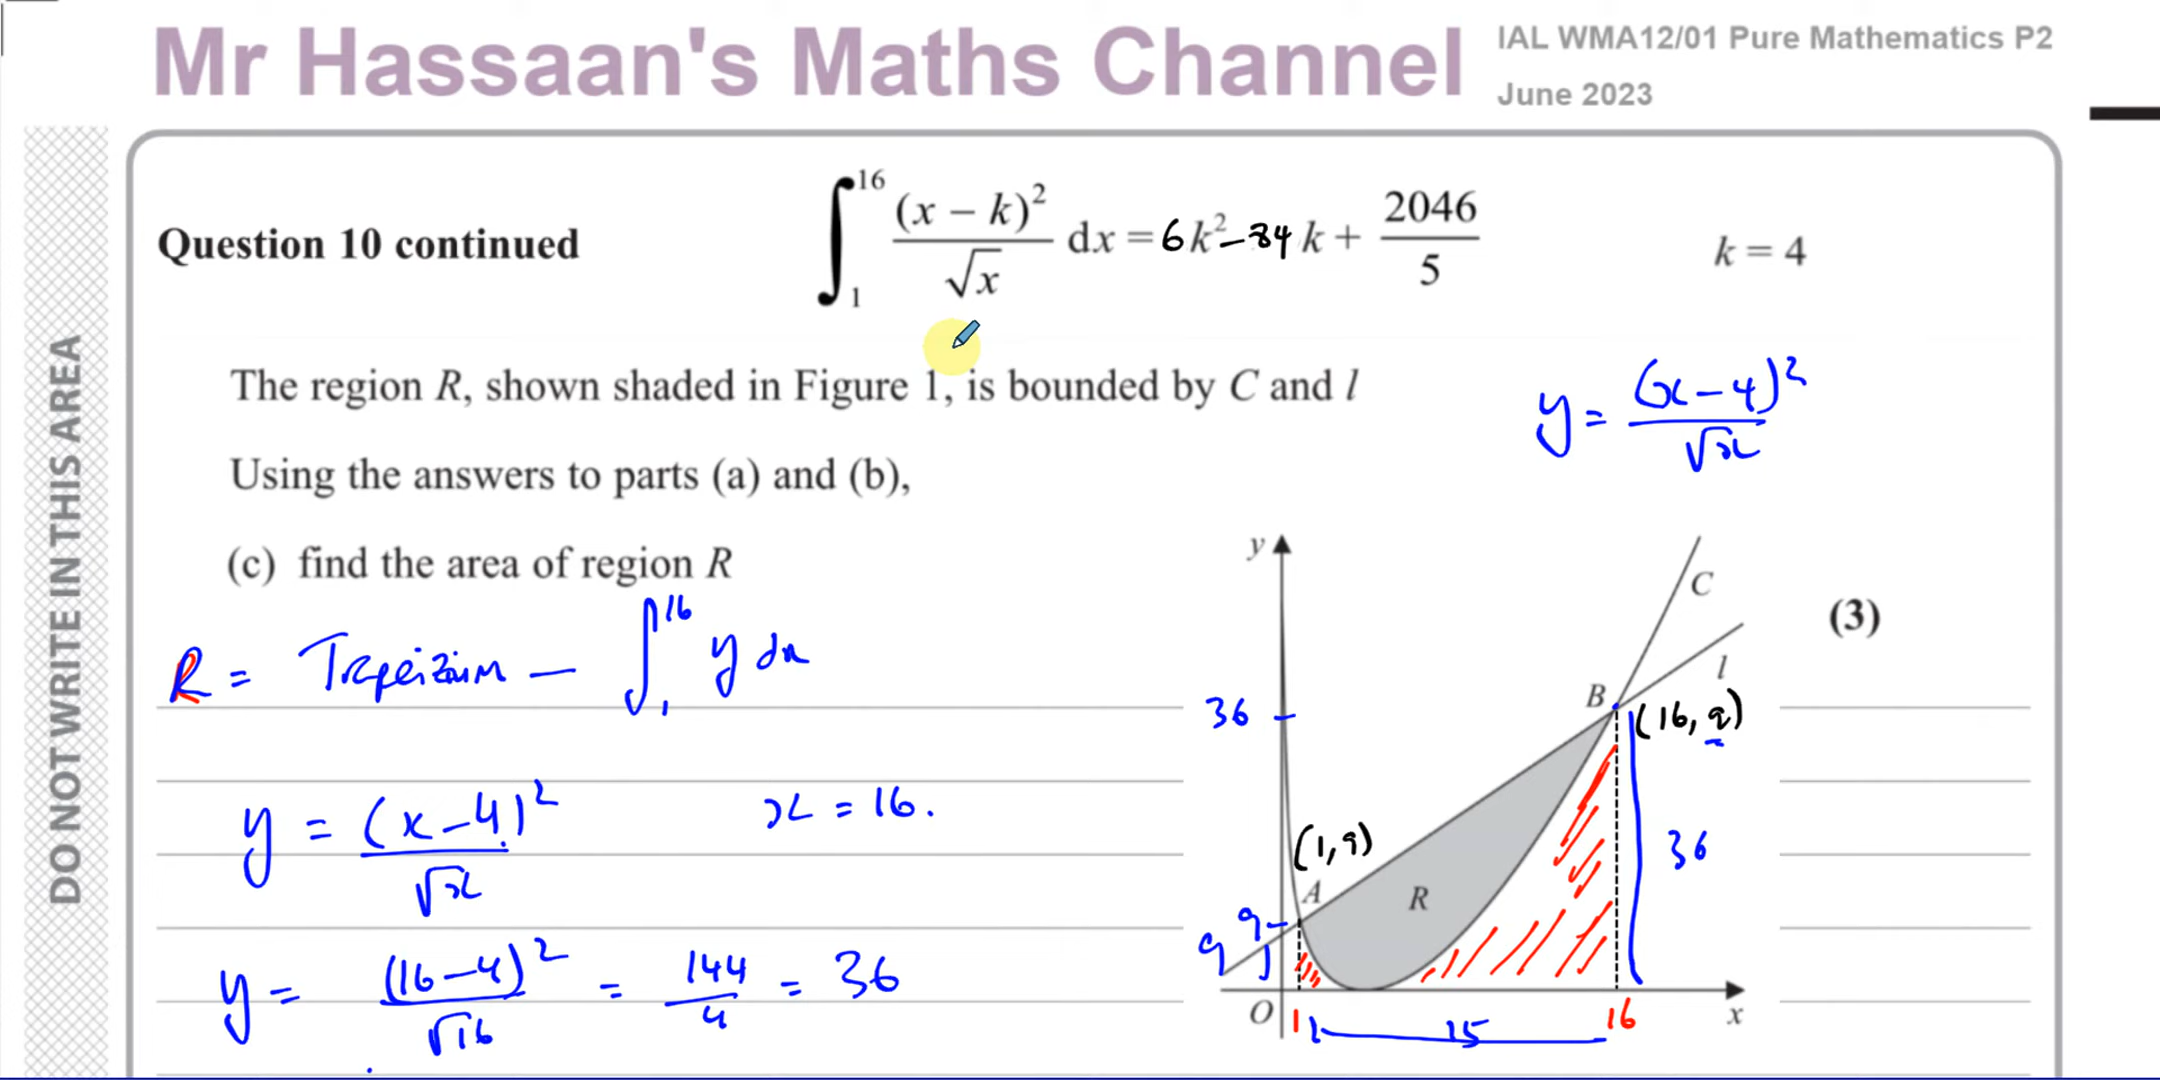 Mr Hassaan's Maths Channel
IAL WMA12/01 Pure Mathematics P2
June 2023
DO NOT WRITE IN THIS AREA
Question 10 continued
∫₁¹⁶ (x − k)²/√x dx = 6k² − 84k + 2046/5
k = 4
The region R, shown shaded in Figure 1, is bounded by C and l
y = (x−4)²/√x
Using the answers to parts (a) and (b),
(c) find the area of region R
(3)
R = Trapeizium − ∫₁¹⁶ y dx
y = (x−4)²/√x
x = 16.
y = (16−4)²/√16 = 144/4 = 36
y
C
l
B
(16, q)
36
36
(1,9)
A
R
9
9
O
1
1
15
16
x